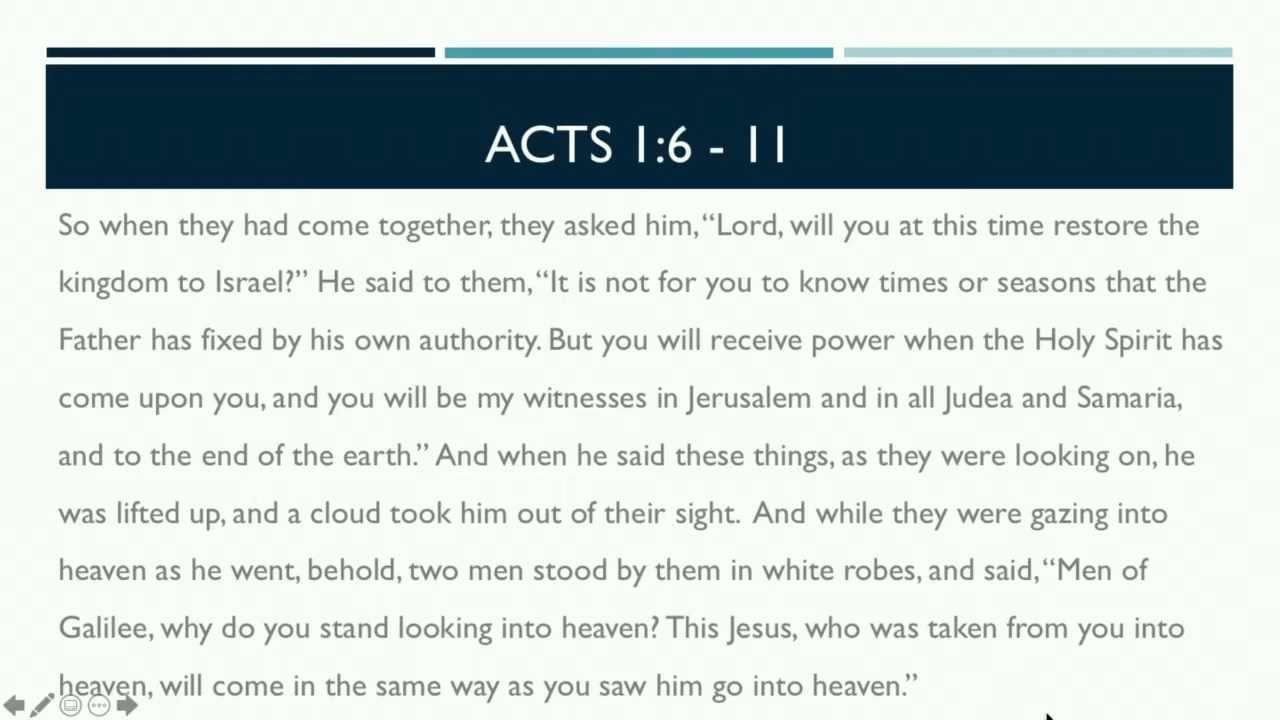 ACTS 1:6 - 11
So when they had come together, they asked him, “Lord, will you at this time restore the
kingdom to Israel?” He said to them, “It is not for you to know times or seasons that the
Father has fixed by his own authority. But you will receive power when the Holy Spirit has
come upon you, and you will be my witnesses in Jerusalem and in all Judea and Samaria,
and to the end of the earth.” And when he said these things, as they were looking on, he
was lifted up, and a cloud took him out of their sight. And while they were gazing into
heaven as he went, behold, two men stood by them in white robes, and said, “Men of
Galilee, why do you stand looking into heaven? This Jesus, who was taken from you into
heaven, will come in the same way as you saw him go into heaven.”